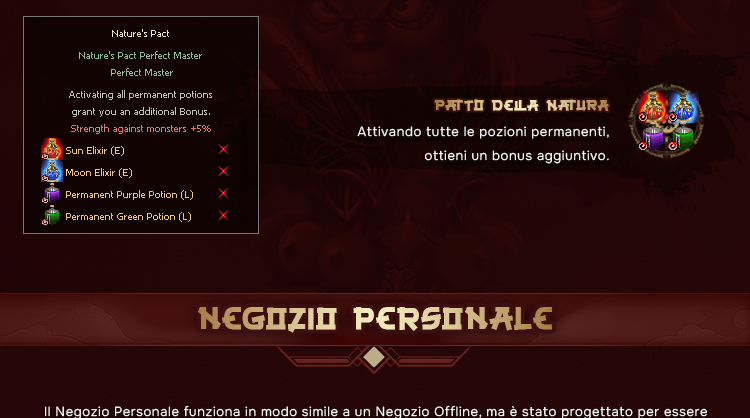 Nature's Pact
Nature's Pact Perfect Master
Perfect Master
Activating all permanent potions
grant you an additional Bonus.
Strength against monsters +5%
Sun Elixir (E)
Moon Elixir (E)
Permanent Purple Potion (L)
Permanent Green Potion (L)
PATTO DELLA NATURA
Attivando tutte le pozioni permanenti,
ottieni un bonus aggiuntivo.
NEGOZIO PERSONALE
Il Negozio Personale funziona in modo simile a un Negozio Offline, ma è stato progettato per essere